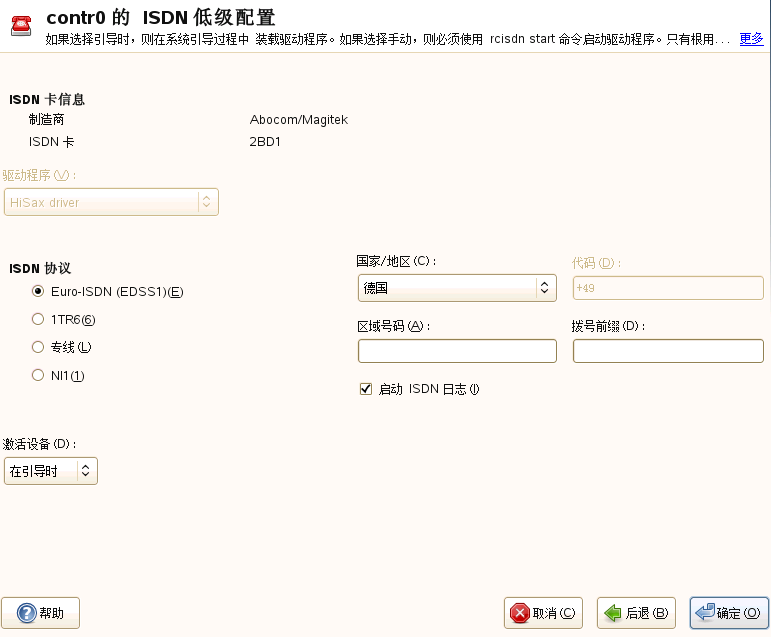 contr0 的 ISDN 低级配置
如果选择引导时，则在系统引导过程中 装载驱动程序。如果选择手动，则必须使用 rcisdn start 命令启动驱动程序。只有根用... 更多
ISDN 卡信息
制造商 Abocom/Magitek
ISDN 卡 2BD1
驱动程序(V)：
HiSax driver
ISDN 协议
Euro-ISDN (EDSS1)(E)
1TR6(6)
专线(L)
NI1(1)
国家/地区(C)： 代码(D)：
德国 +49
区域号码(A)： 拨号前缀(D)：
启动 ISDN 日志(I)
激活设备(D)：
在引导时
帮助 取消(C) 后退(B) 确定(O)